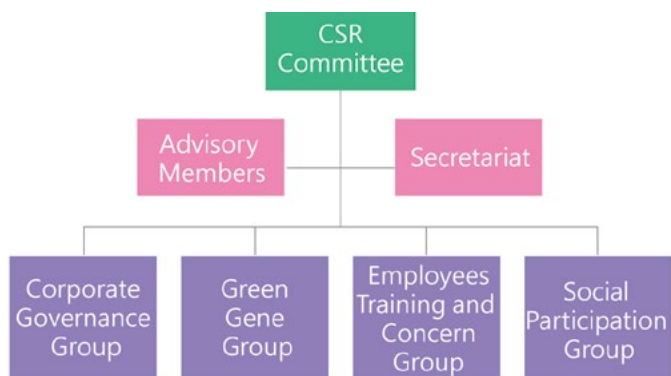 CSR
Committee
Advisory
Members
Secretariat
Corporate
Governance
Group
Green
Gene
Group
Employees
Training and
Concern
Group
Social
Participation
Group